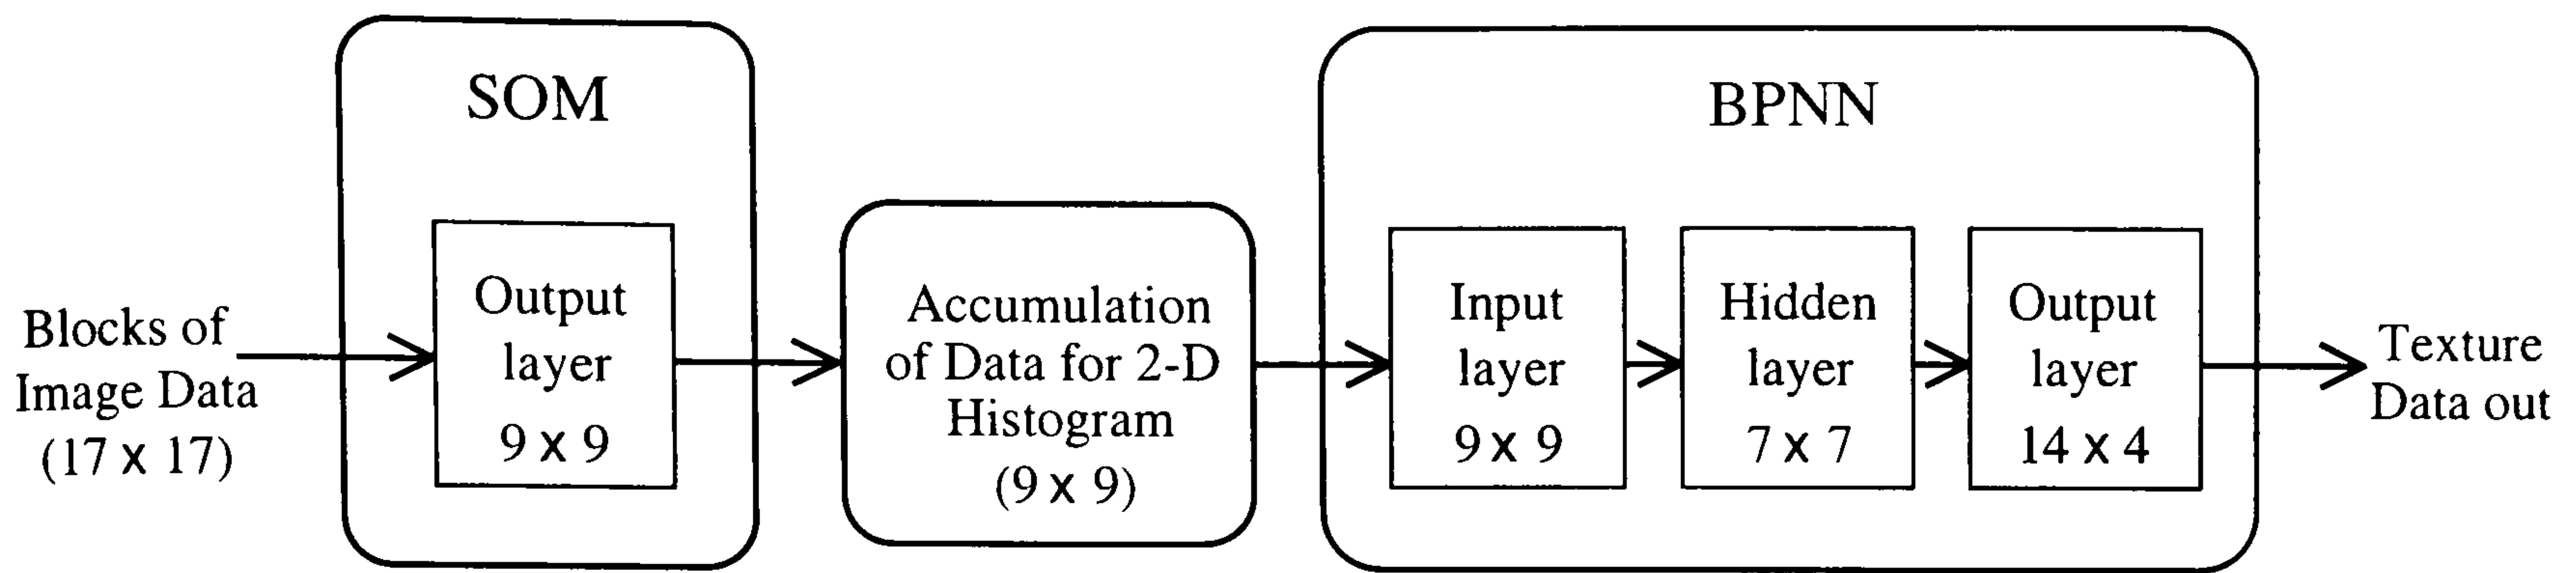 SOM
BPNN
Blocks of
Image Data
(17 x 17)
Output
layer
9 x 9
Accumulation
of Data for 2-D
Histogram
(9 x 9)
Input
layer
9 x 9
Hidden
layer
7 x 7
Output
layer
14 x 4
Texture
Data out